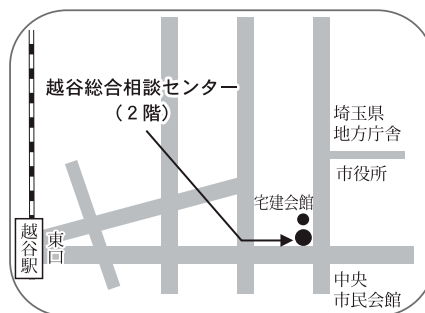 越谷総合相談センター
（２階）
埼玉県
地方庁舎
市役所
宅建会館
越谷駅
東口
中央
市民会館